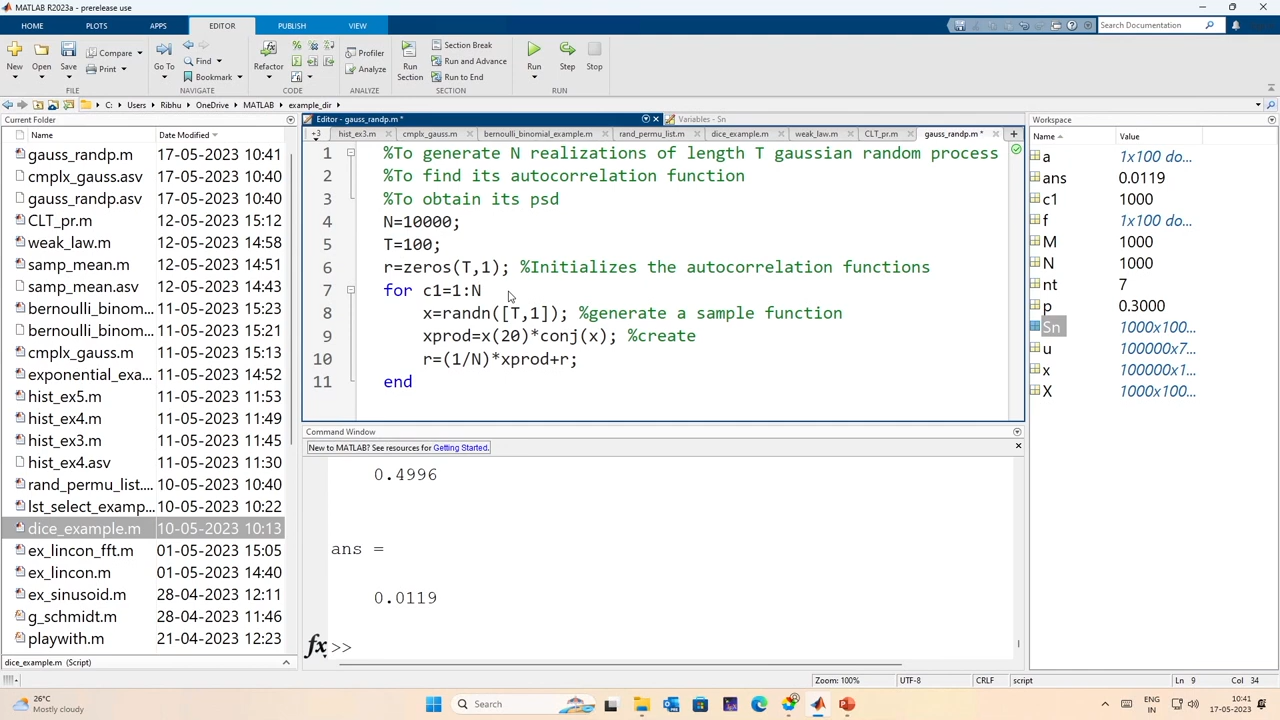 MATLAB R2023a - prerelease use
HOME PLOTS APPS EDITOR PUBLISH VIEW
Search Documentation
New Open Save Compare Print
Go To Find Bookmark
Refactor
Profiler Analyze
Run Section
Section Break
Run and Advance
Run to End
Run Step Stop
FILE NAVIGATE CODE ANALYZE SECTION RUN
C: Users Ribhu OneDrive MATLAB example_dir
Current Folder
Name Date Modified
gauss_randp.m 17-05-2023 10:41
cmplx_gauss.asv 17-05-2023 10:40
gauss_randp.asv 17-05-2023 10:40
CLT_pr.m 12-05-2023 15:12
weak_law.m 12-05-2023 14:58
samp_mean.m 12-05-2023 14:51
samp_mean.asv 12-05-2023 14:51
bernoulli_binom... 11-05-2023 15:23
bernoulli_binom... 11-05-2023 15:21
cmplx_gauss.m 11-05-2023 15:13
exponential_exa... 11-05-2023 14:52
hist_ex5.m 11-05-2023 11:53
hist_ex4.m 11-05-2023 11:49
hist_ex3.m 11-05-2023 11:45
hist_ex4.asv 11-05-2023 11:30
rand_permu_list.... 10-05-2023 10:40
lst_select_examp... 10-05-2023 10:22
dice_example.m 10-05-2023 10:13
ex_lincon_fft.m 01-05-2023 15:05
ex_lincon.m 01-05-2023 14:40
ex_sinusoid.m 28-04-2023 12:11
g_schmidt.m 28-04-2023 11:46
playwith.m 21-04-2023 12:23
dice_example.m (Script)
Editor - gauss_randp.m * Variables - Sn
+3 hist_ex3.m cmplx_gauss.m bernoulli_binomial_example.m rand_permu_list.m dice_example.m weak_law.m CLT_pr.m gauss_randp.m *
1 %To generate N realizations of length T gaussian random process
2 %To find its autocorrelation function
3 %To obtain its psd
4 N=10000;
5 T=100;
6 r=zeros(T,1); %Initializes the autocorrelation functions
7 for c1=1:N
8 x=randn([T,1]); %generate a sample function
9 xprod=x(20)*conj(x); %create
10 r=(1/N)*xprod+r;
11 end
Command Window
New to MATLAB? See resources for Getting Started.
0.4996
ans =
0.0119
fx >>
Workspace
Name Value
a 1x100 do...
ans 0.0119
c1 1000
f 1x100 do...
M 1000
N 1000
nt 7
p 0.3000
Sn 1000x100...
u 100000x7...
x 100000x1...
X 1000x100...
Zoom: 100% UTF-8 CRLF script Ln 9 Col 34
26°C
Mostly cloudy
Search
ENG
IN
10:41
17-05-2023